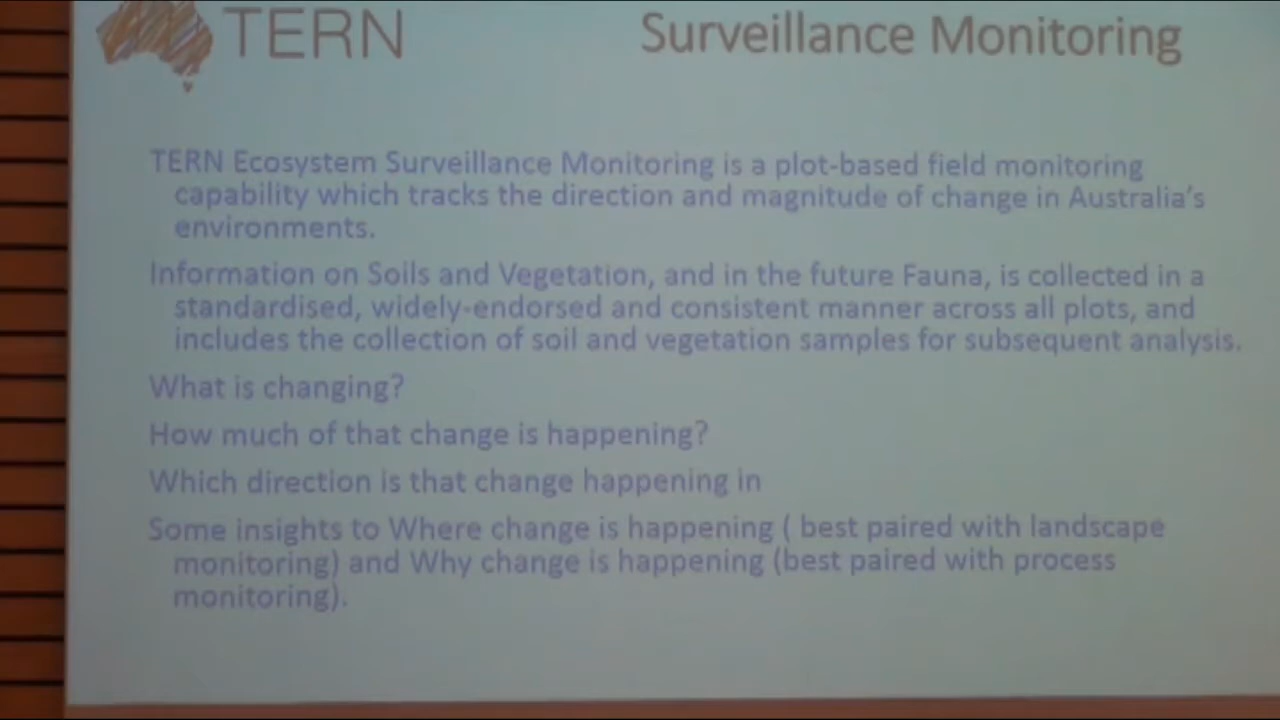 TERN
Surveillance Monitoring
TERN Ecosystem Surveillance Monitoring is a plot-based field monitoring
capability which tracks the direction and magnitude of change in Australia's
environments.
Information on Soils and Vegetation, and in the future Fauna, is collected in a
standardised, widely-endorsed and consistent manner across all plots, and
includes the collection of soil and vegetation samples for subsequent analysis.
What is changing?
How much of that change is happening?
Which direction is that change happening in
Some insights to Where change is happening ( best paired with landscape
monitoring) and Why change is happening (best paired with process
monitoring).